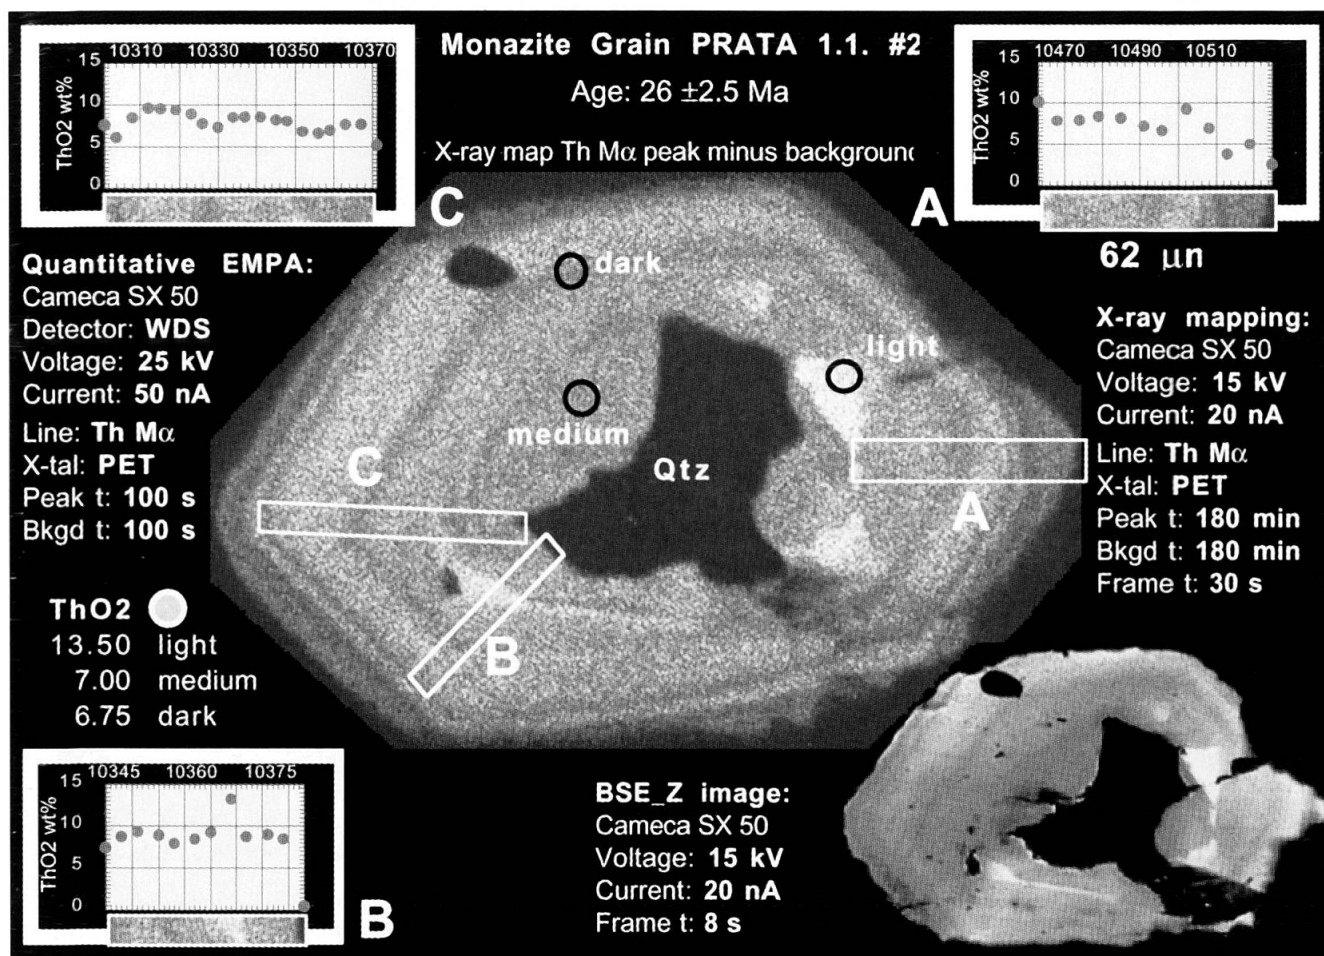 Monazite Grain PRATA 1.1. #2
Age: 26 ±2.5 Ma
X-ray map Th Mα peak minus background
10310 10330 10350 10370
ThO2 wt%
15
10
5
0
C
10470 10490 10510
ThO2 wt%
15
10
5
0
A
62 μn
Quantitative EMPA:
Cameca SX 50
Detector: WDS
Voltage: 25 kV
Current: 50 nA
Line: Th Mα
X-tal: PET
Peak t: 100 s
Bkgd t: 100 s
dark
light
medium
Qtz
C
A
B
X-ray mapping:
Cameca SX 50
Voltage: 15 kV
Current: 20 nA
Line: Th Mα
X-tal: PET
Peak t: 180 min
Bkgd t: 180 min
Frame t: 30 s
ThO2
13.50 light
7.00 medium
6.75 dark
10345 10360 10375
ThO2 wt%
15
10
5
0
B
BSE_Z image:
Cameca SX 50
Voltage: 15 kV
Current: 20 nA
Frame t: 8 s